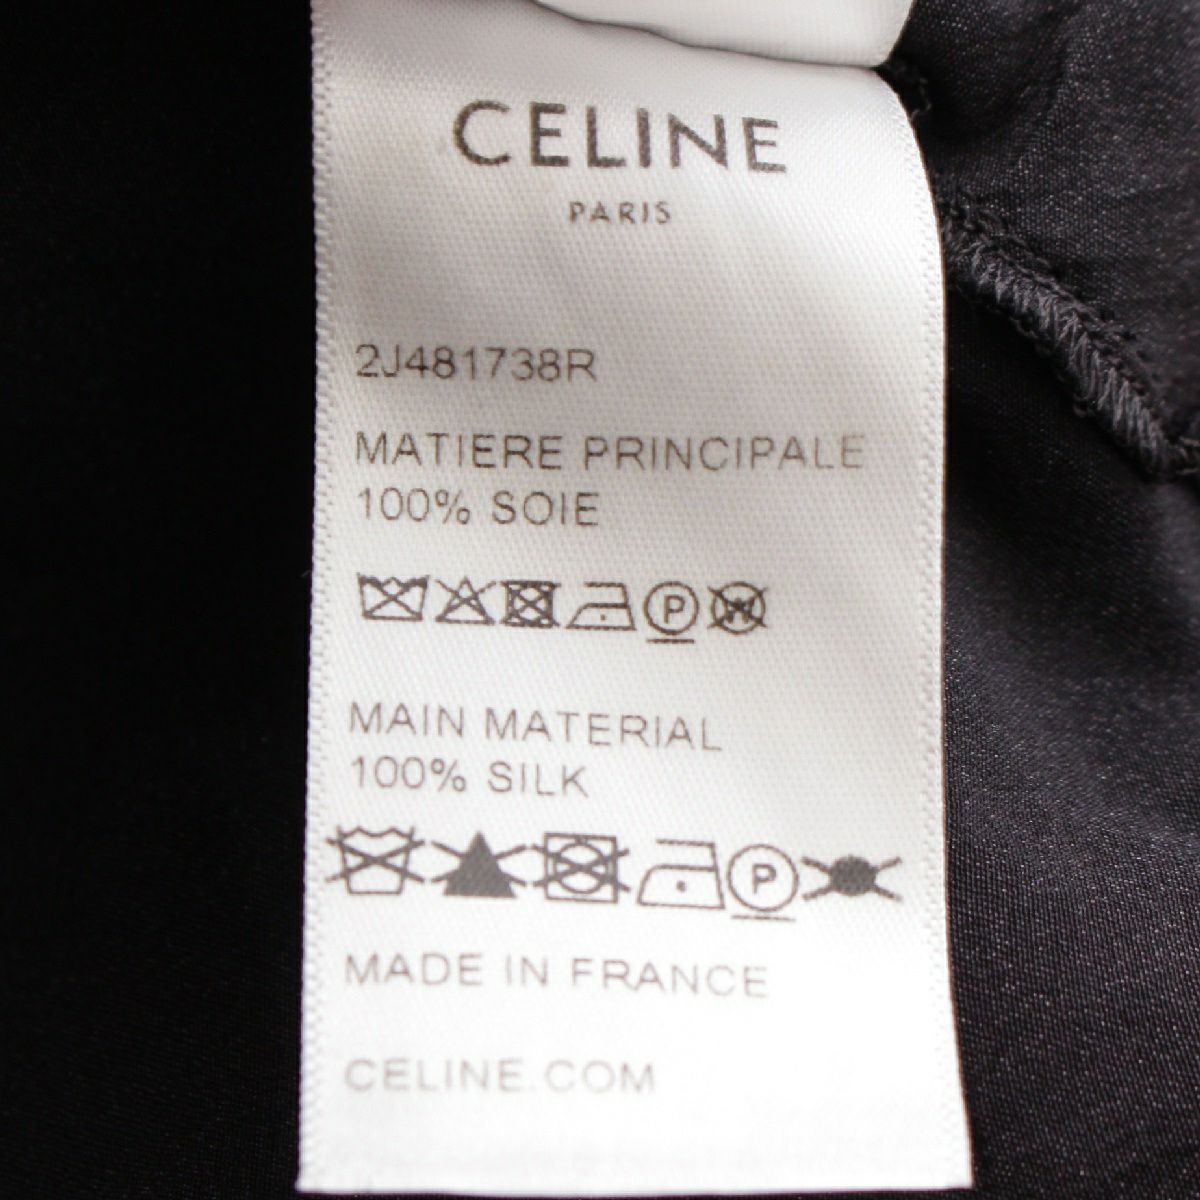 CELINE
PARIS
2J481738R
MATIERE PRINCIPALE
100% SOIE
P W
MAIN MATERIAL
100% SILK
P
MADE IN FRANCE
CELINE.COM